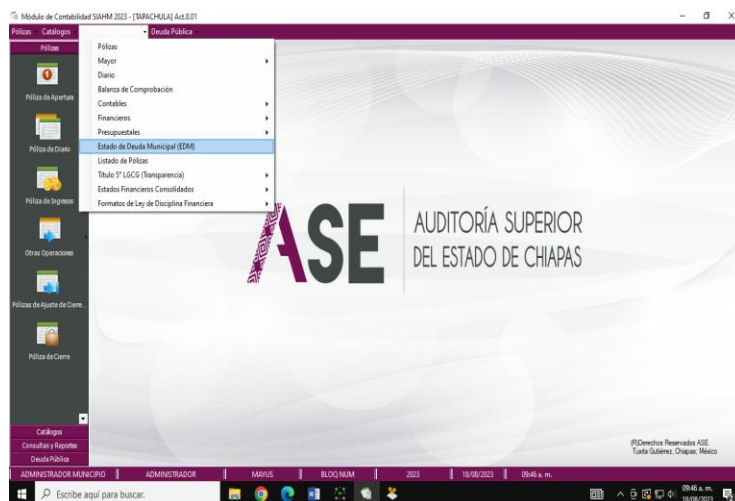 Módulo de Contabilidad SIAHM 2023 - [TAPACHULA] Act.8.01
Pólizas Catálogos Deuda Pública
Pólizas
Póliza de Apertura
Póliza de Diario
Póliza de Ingresos
Otras Operaciones
Pólizas de Ajuste de Cierre..
Póliza de Cierre
Catálogos
Consultas y Reportes
Deuda Pública
Pólizas
Mayor
Diario
Balanza de Comprobación
Contables
Financieros
Presupuestales
Estado de Deuda Municipal (EDM)
Listado de Pólizas
Titulo 5° LGCG (Transparencia)
Estados Financieros Consolidados
Formatos de Ley de Disciplina Financiera
ASE
AUDITORÍA SUPERIOR
DEL ESTADO DE CHIAPAS
(R)Derechos Reservados ASE
Tuxtla Gutiérrez, Chiapas; México
ADMINISTRADOR MUNICIPIO ADMINISTRADOR MAYUS BLOQ NUM 2023 18/08/2023 09:46 a. m.
Escribe aquí para buscar.
09:46 a. m.
18/08/2023